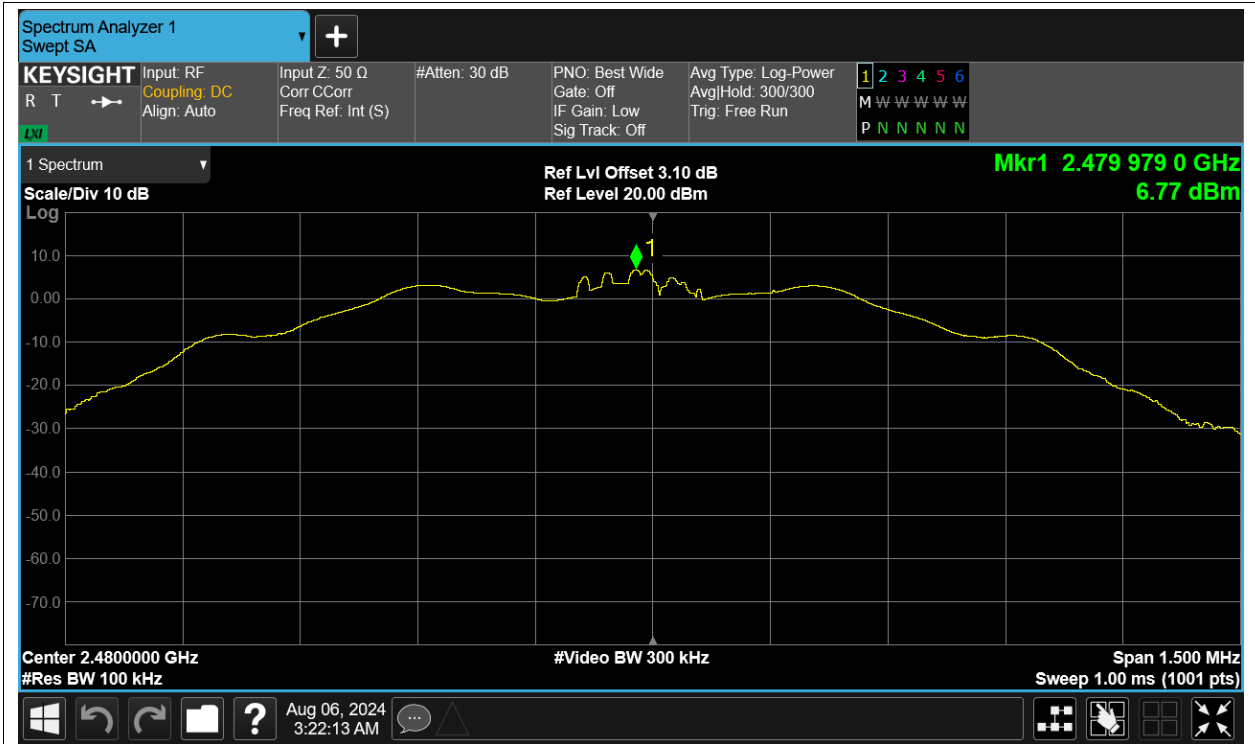 Spectrum Analyzer 1
Swept SA
KEYSIGHT
R T
LXI
Input: RF
Coupling: DC
Align: Auto
Input Z: 50 Ω
Corr CCorr
Freq Ref: Int (S)
#Atten: 30 dB
PNO: Best Wide
Gate: Off
IF Gain: Low
Sig Track: Off
Avg Type: Log-Power
Avg|Hold: 300/300
Trig: Free Run
1 2 3 4 5 6
M W W W W W
P N N N N N
1 Spectrum
Scale/Div 10 dB
Ref Lvl Offset 3.10 dB
Ref Level 20.00 dBm
Mkr1 2.479 979 0 GHz
6.77 dBm
Log
1
10.0
0.00
-10.0
-20.0
-30.0
-40.0
-50.0
-60.0
-70.0
Center 2.4800000 GHz
#Video BW 300 kHz
Span 1.500 MHz
#Res BW 100 kHz
Sweep 1.00 ms (1001 pts)
?
Aug 06, 2024
3:22:13 AM